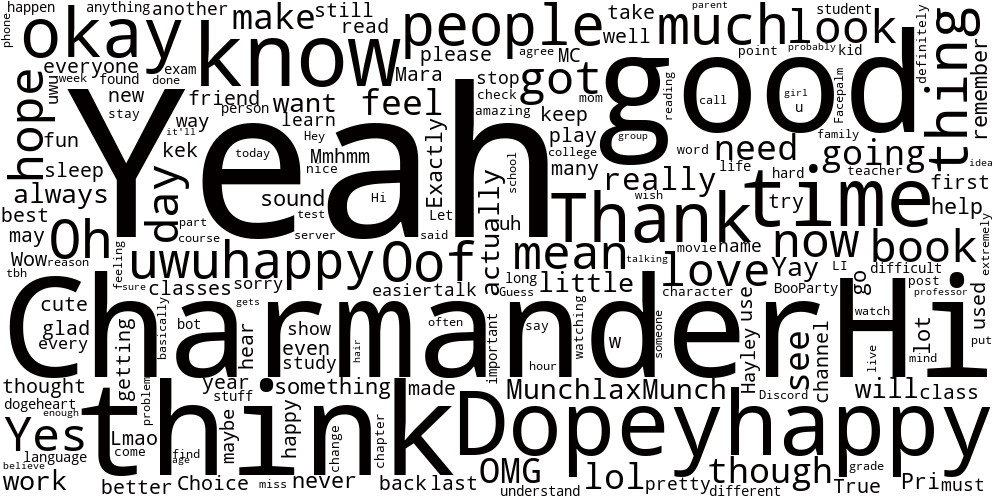 happen
anything
another
make
still
people
take
parent
student
phone
okay
know
read
well
much
look
definitely
everyone
please
agree
MC
point
probably
kid
thing
uwu
week
found
done
exam
Mara
stop
got
good
remember
hope
new
friend
want
feel
check
mom
reading
call
girl
u
Facepalm
stay
person
learn
amazing
keep
fun
way
it'll
Hey
Exactly
play
group
word
need
family
going
idea
Yeah
kek
today
Mmhmm
nice
college
life
hard
teacher
sleep
day
school
many
really
time
first
always
sound
Hi
wish
try
help
best
part
test
Let
actually
uh
Thank
may
Oh
course
server
said
mean
movie
name
now
book
extremely
Wow
reason
feeling
uwuhappy
Oof
talking
love
Yay
LI
go
difficult
tbh
sure
classes
sorry
easier
talk
long
Guess
little
character
BooParty
post
professor
cute
Charmander
Hi
gets
use
watch
used
glad
basically
bot
show
often
important
say
watching
w
someone
Hayley
see
channel
lot
put
every
getting
hear
even
study
hair
hour
live
mind
thought
year
something
made
MunchlaxMunch
Discord
will
class
dogeheart
enough
problem
stuff
think
Dopeyhappy
Yes
Lmao
maybe
happy
change
chapter
language
come
find
age
OMG
lol
though
grade
believe
work
better
Choice
miss
never
back
last
understand
pretty
different
True
Pri
must